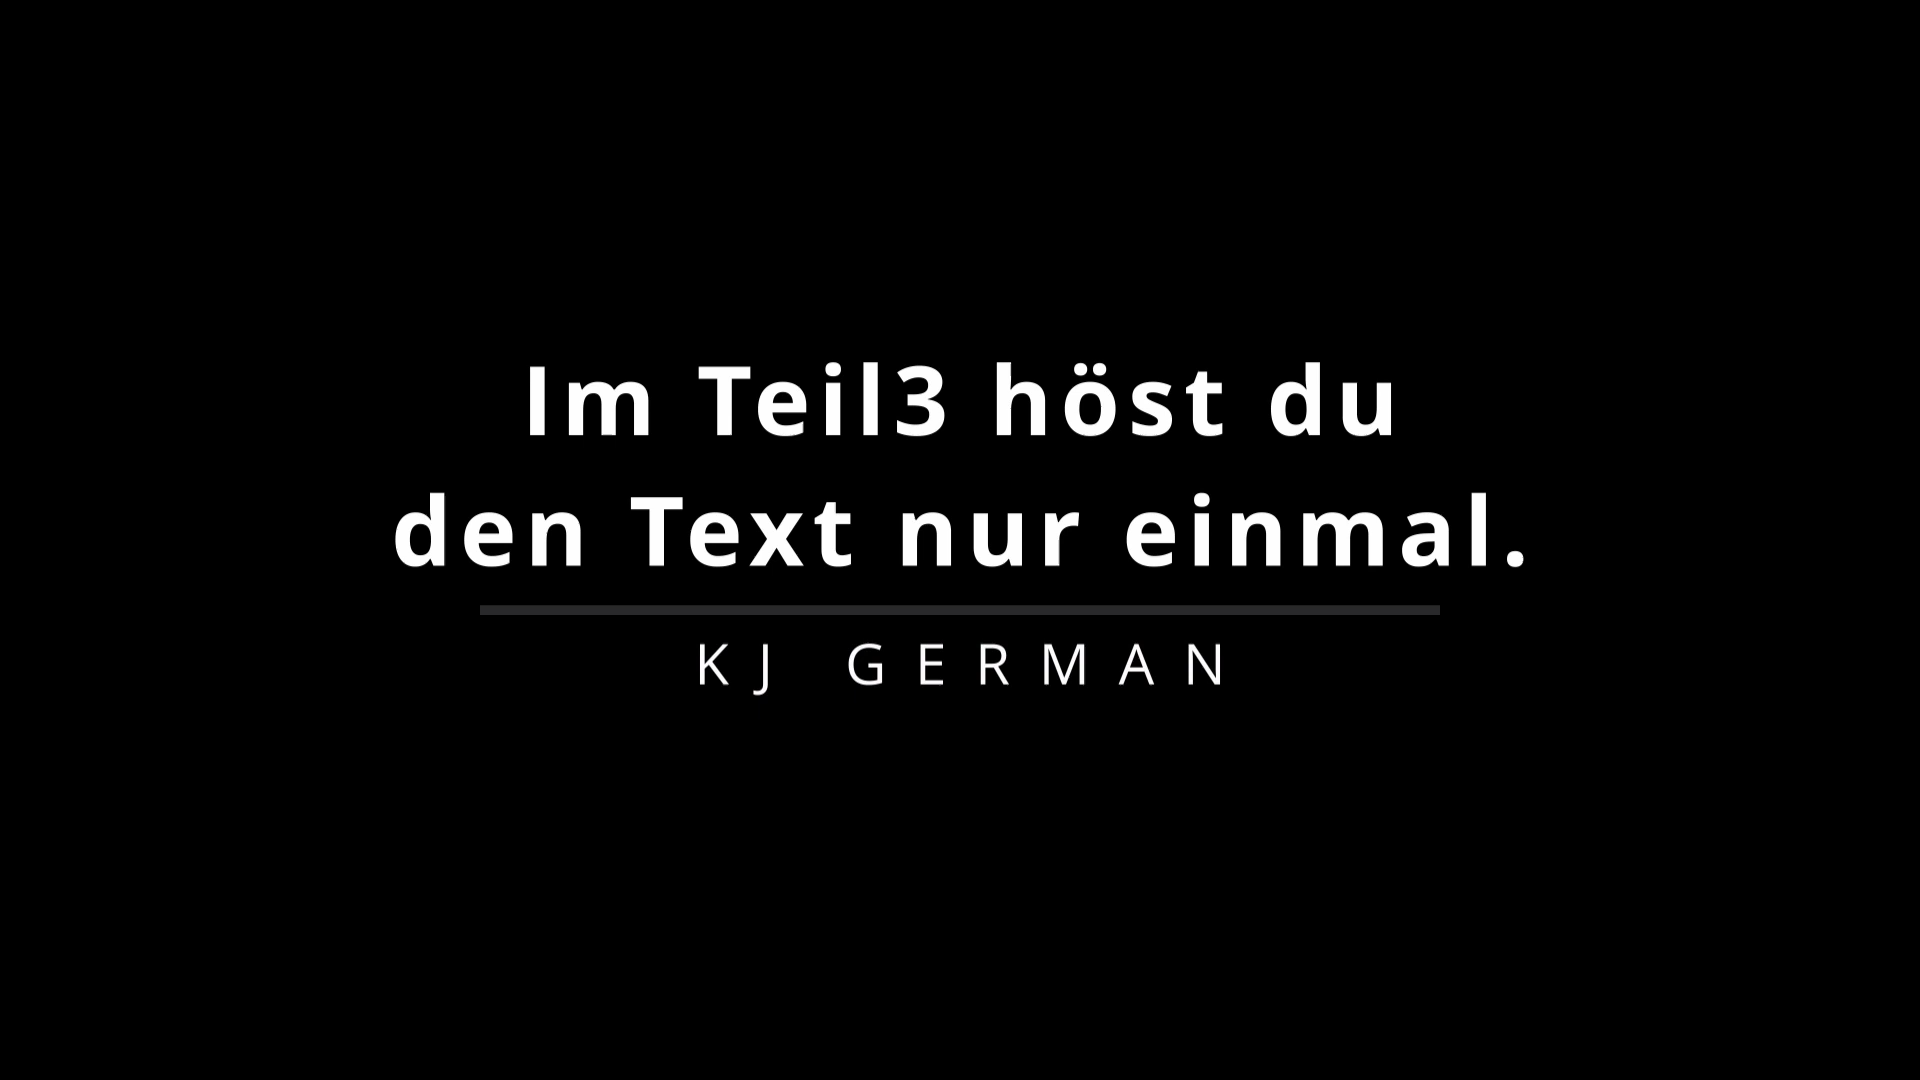 Im Teil3 höst du
den Text nur einmal.
KJ GERMAN